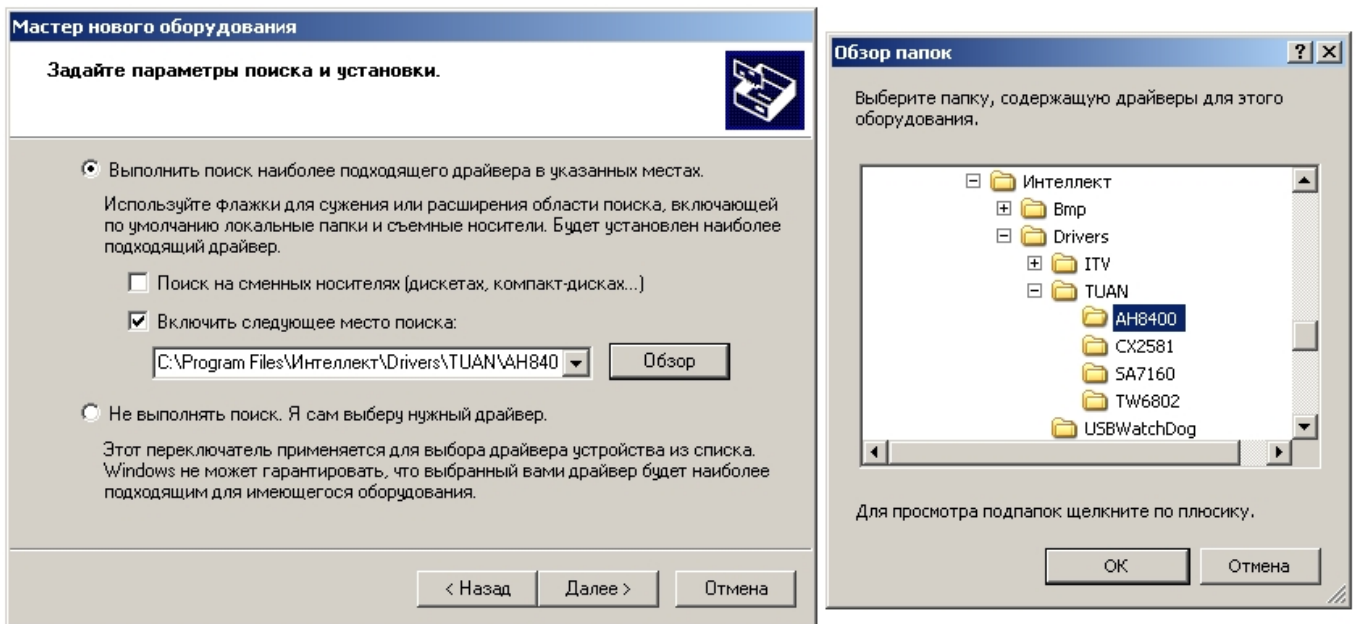 Мастер нового оборудования
Задайте параметры поиска и установки.
Выполнить поиск наиболее подходящего драйвера в указанных местах.
Используйте флажки для сужения или расширения области поиска, включающей
по умолчанию локальные папки и съемные носители. Будет установлен наиболее
подходящий драйвер.
Поиск на сменных носителях (дискетах, компакт-дисках...)
Включить следующее место поиска:
C:\Program Files\Интеллект\Drivers\TUAN\AH840
Обзор
Не выполнять поиск. Я сам выберу нужный драйвер.
Этот переключатель применяется для выбора драйвера устройства из списка.
Windows не может гарантировать, что выбранный вами драйвер будет наиболее
подходящим для имеющегося оборудования.
< Назад
Далее >
Отмена
Обзор папок
Выберите папку, содержащую драйверы для этого
оборудования.
Интеллект
Bmp
Drivers
ITV
TUAN
AH8400
CX2581
SA7160
TW6802
USBWatchDog
Для просмотра подпапок щелкните по плюсику.
ОК
Отмена